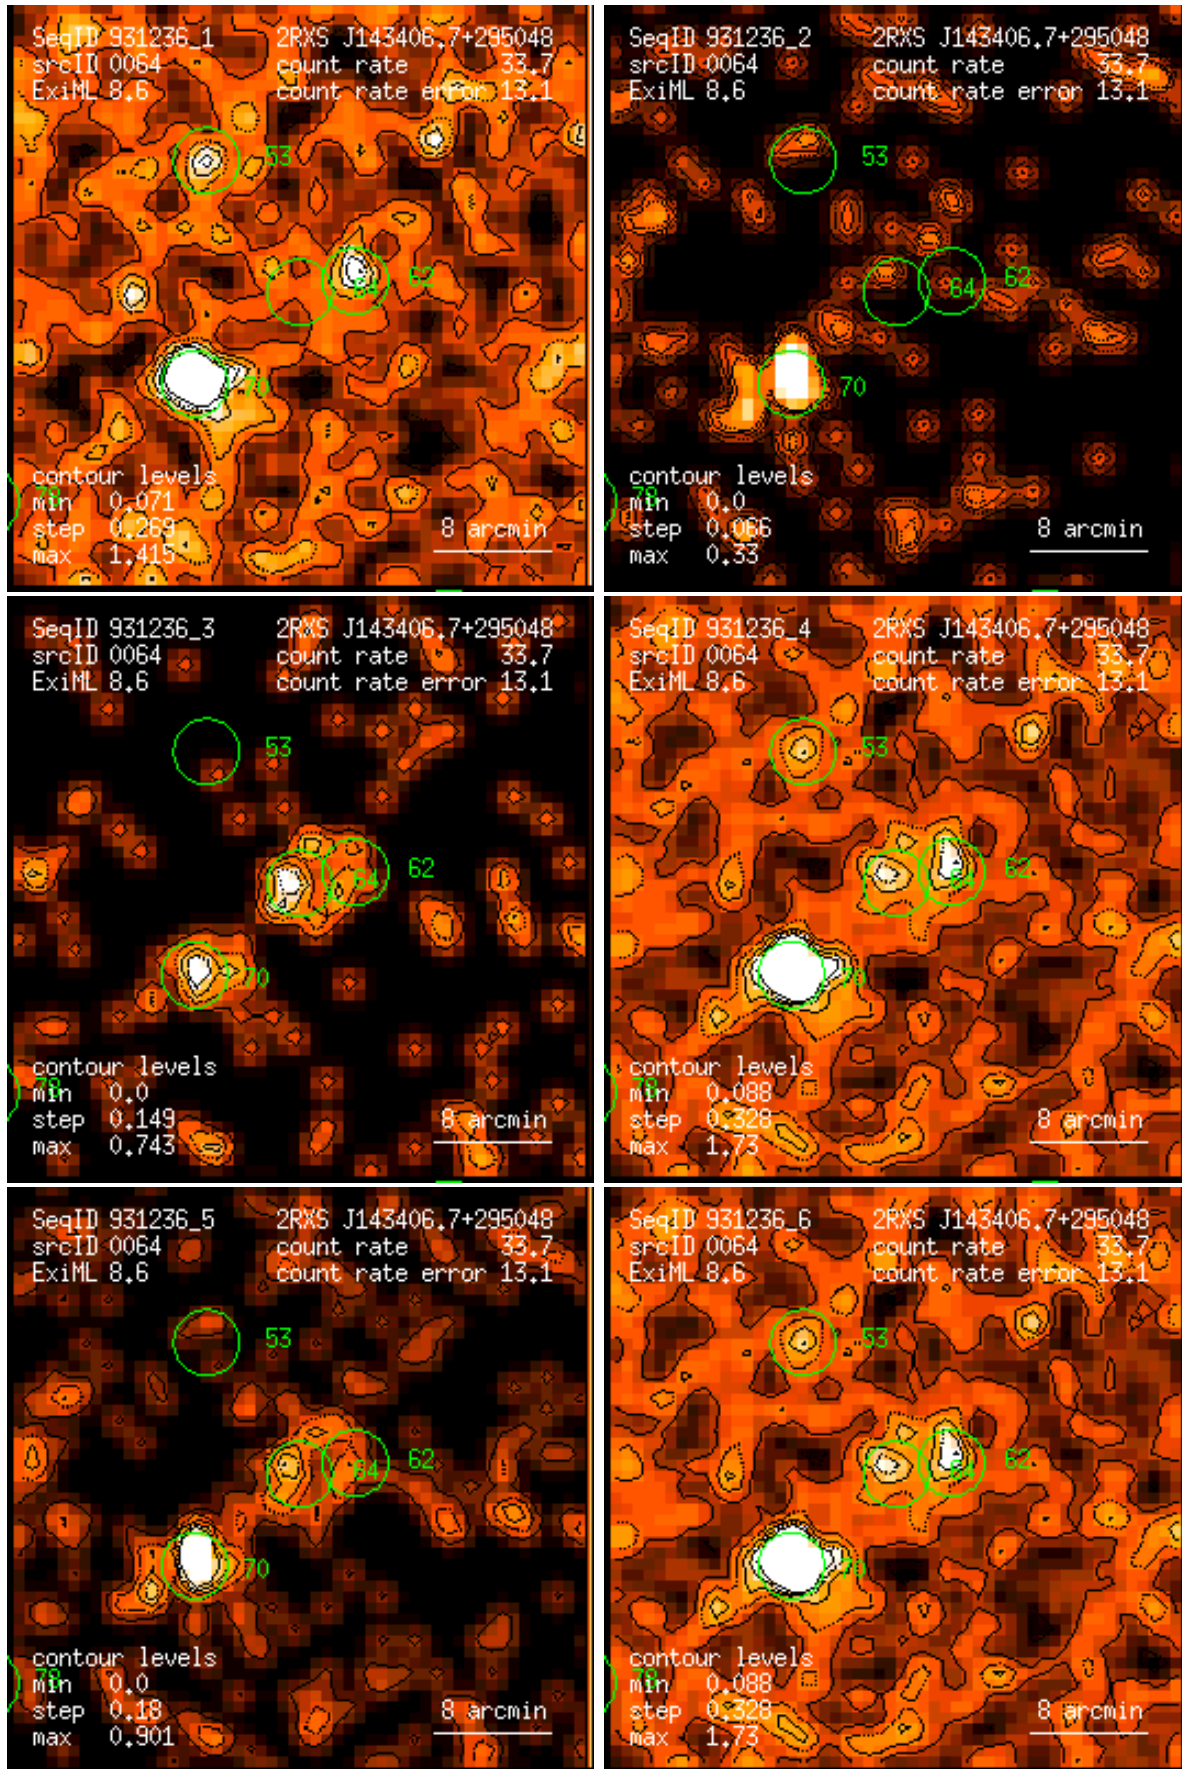 SeqID 931236_1 2RXS J143406.7+295048
srcID 0064 count rate 33.7
ExiML 8.6 count rate error 13.1
53
62
64
70
contour levels
78
min 0.071
step 0.269
max 1.415
8 arcmin
SeqID 931236_2 2RXS J143406.7+295048
srcID 0064 count rate 33.7
ExiML 8.6 count rate error 13.1
53
62
64
70
contour levels
78
min 0.0
step 0.066
max 0.33
8 arcmin
SeqID 931236_3 2RXS J143406.7+295048
srcID 0064 count rate 33.7
ExiML 8.6 count rate error 13.1
53
62
64
70
contour levels
78
min 0.0
step 0.149
max 0.743
8 arcmin
SeqID 931236_4 2RXS J143406.7+295048
srcID 0064 count rate 33.7
ExiML 8.6 count rate error 13.1
53
62
64
70
contour levels
78
min 0.088
step 0.328
max 1.73
8 arcmin
SeqID 931236_5 2RXS J143406.7+295048
srcID 0064 count rate 33.7
ExiML 8.6 count rate error 13.1
53
62
64
70
contour levels
78
min 0.0
step 0.18
max 0.901
8 arcmin
SeqID 931236_6 2RXS J143406.7+295048
srcID 0064 count rate 33.7
ExiML 8.6 count rate error 13.1
53
62
64
70
contour levels
78
min 0.088
step 0.328
max 1.73
8 arcmin